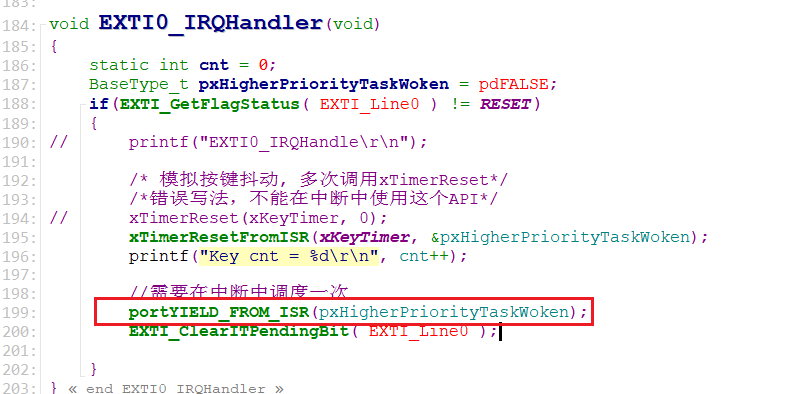 183:
184: void EXTI0_IRQHandler(void)
185: {
186: static int cnt = 0;
187: BaseType_t pxHigherPriorityTaskWoken = pdFALSE;
188: if(EXTI_GetFlagStatus( EXTI_Line0 ) != RESET)
189: {
190: // printf("EXTI0_IRQHandle\r\n");
191:
192: /* 模拟按键抖动, 多次调用xTimerReset*/
193: /*错误写法，不能在中断中使用这个API*/
194: // xTimerReset(xKeyTimer, 0);
195: xTimerResetFromISR(xKeyTimer, &pxHigherPriorityTaskWoken);
196: printf("Key cnt = %d\r\n", cnt++);
197:
198: //需要在中断中调度一次
199: portYIELD_FROM_ISR(pxHigherPriorityTaskWoken);
200: EXTI_ClearITPendingBit( EXTI_Line0 );
201:
202: }
203: } « end EXTI0_IRQHandler »